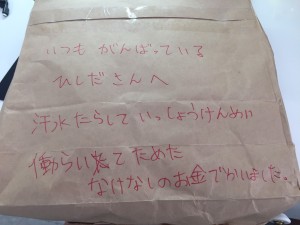 いつも がんばっている
ひしださんへ
汗水たらして いっしょうけんめい
働らいてためた
なけなしのお金でかいました。